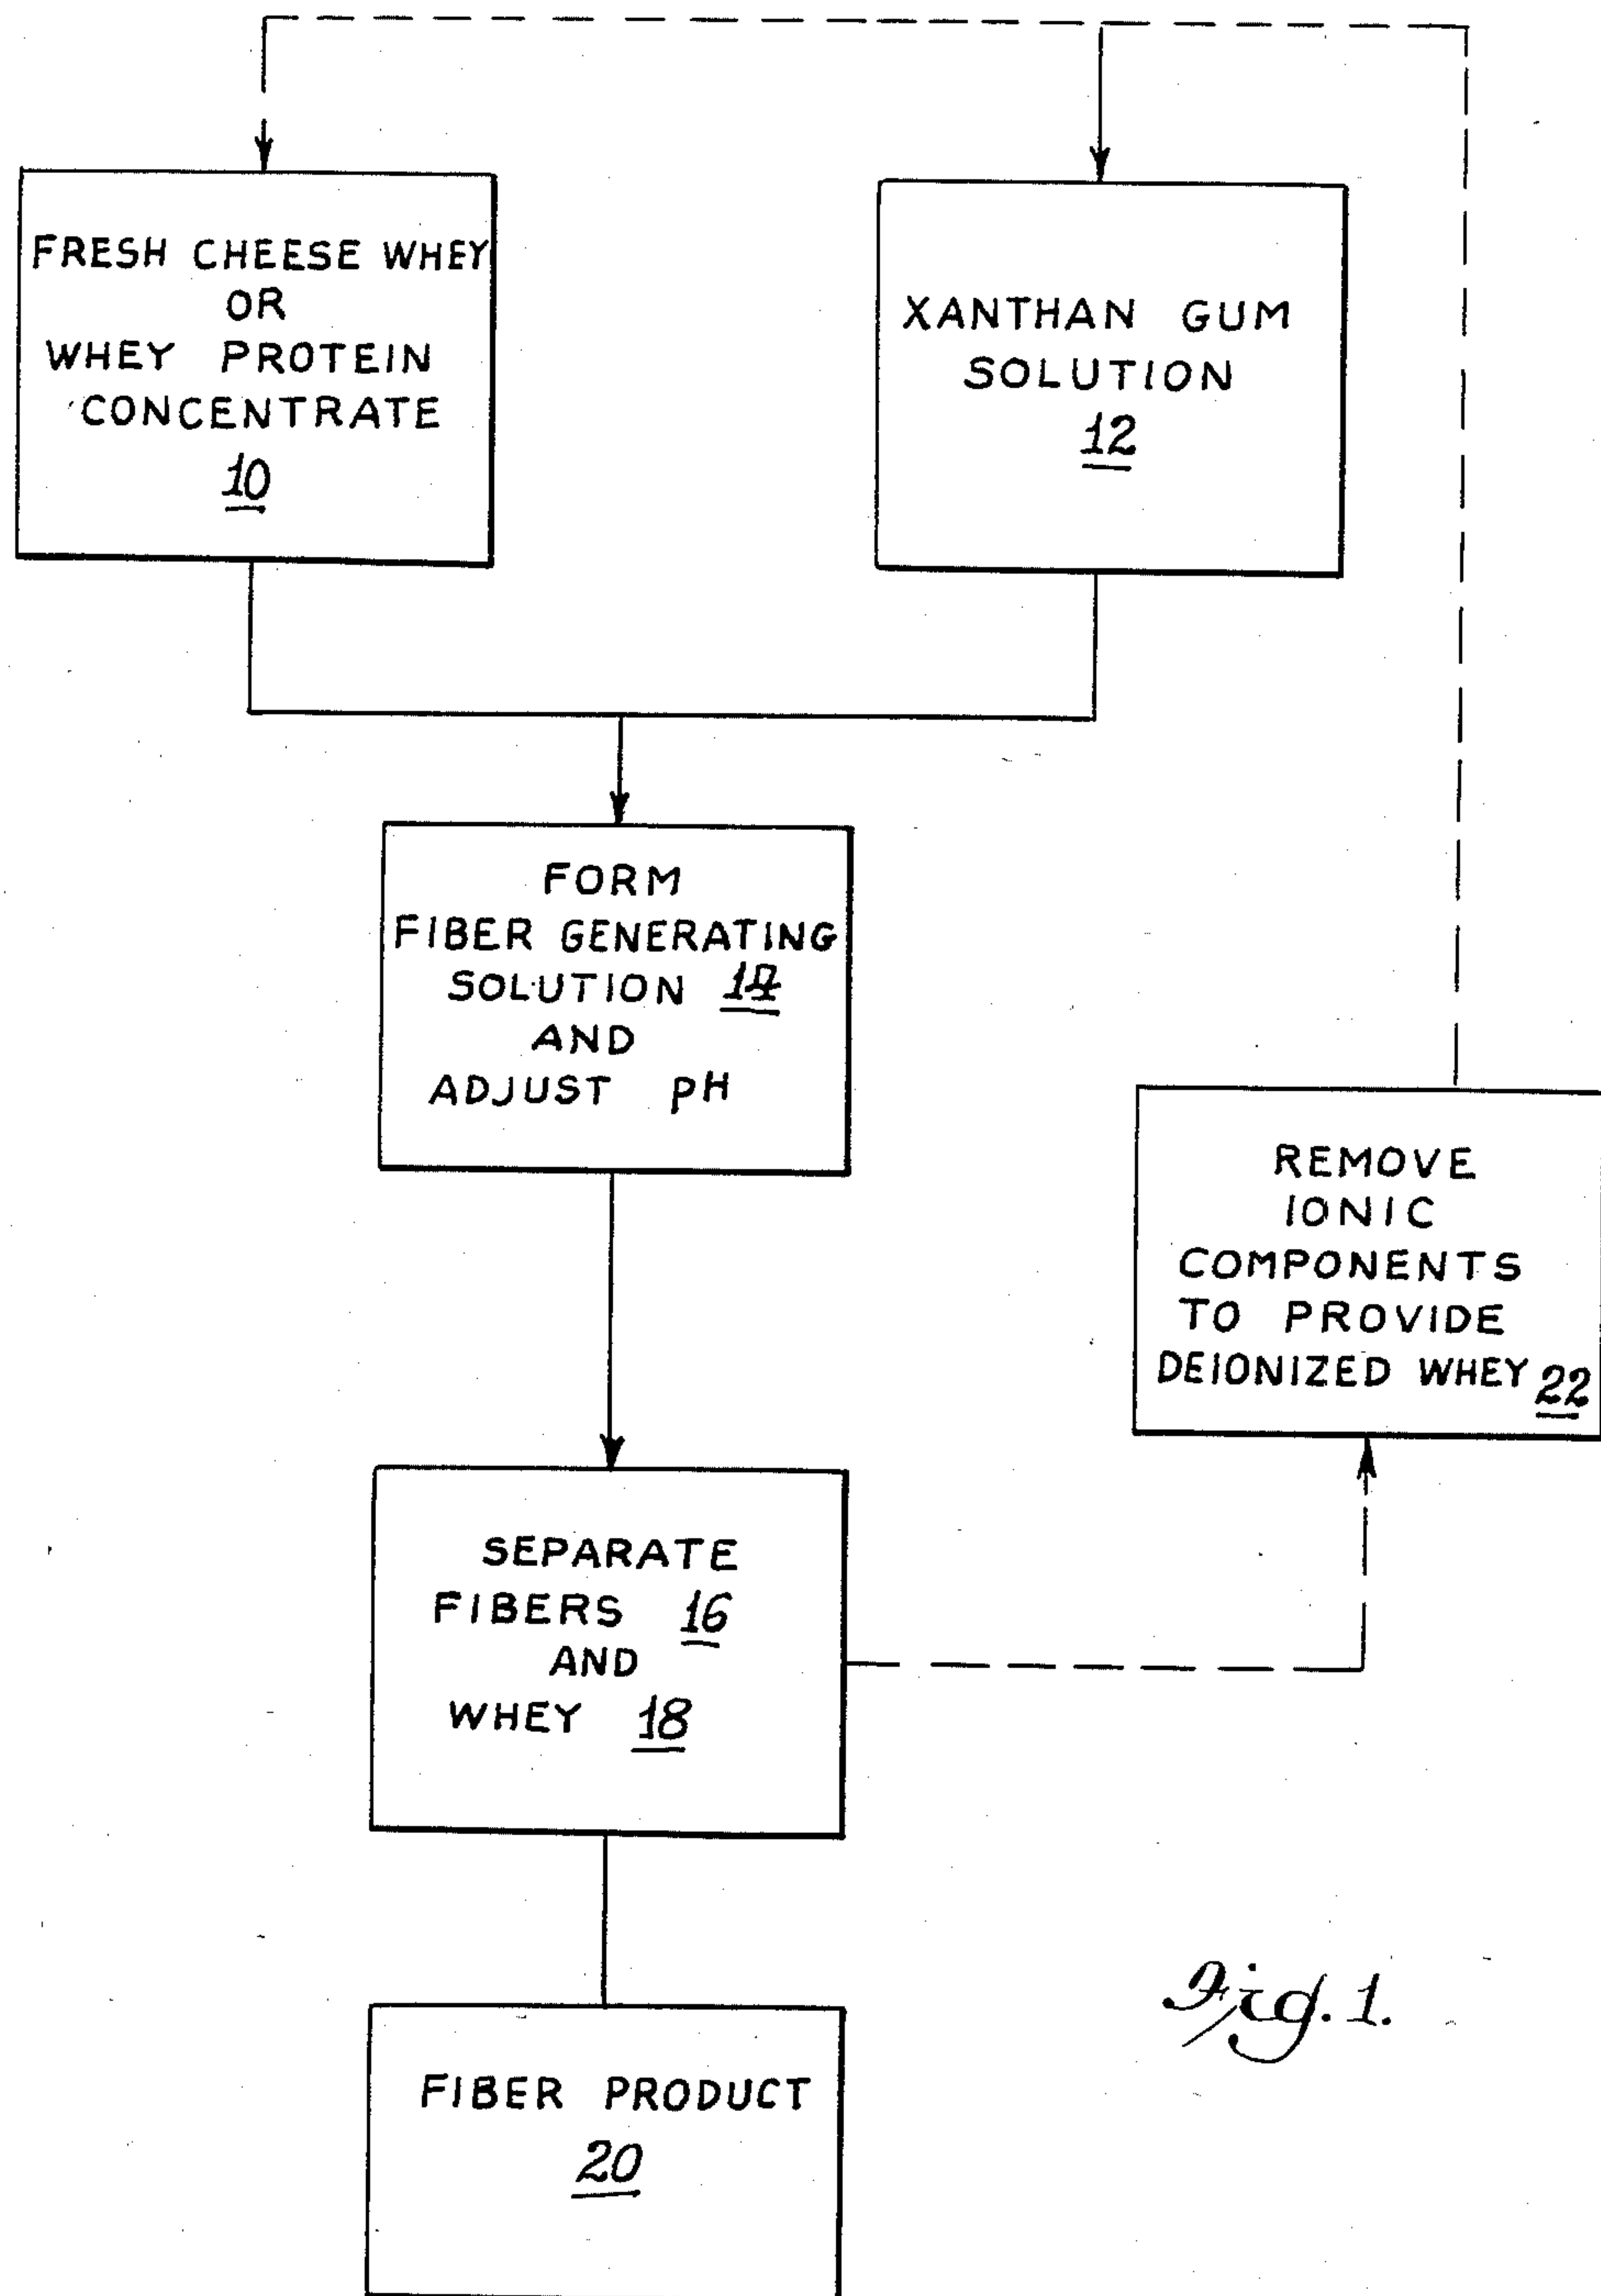 FRESH CHEESE WHEY
OR
WHEY PROTEIN
CONCENTRATE
10
XANTHAN GUM
SOLUTION
12
FORM
FIBER GENERATING
SOLUTION 14
AND
ADJUST pH
REMOVE
IONIC
COMPONENTS
TO PROVIDE
DEIONIZED WHEY 22
SEPARATE
FIBERS 16
AND
WHEY 18
FIBER PRODUCT
20
Fig. 1.